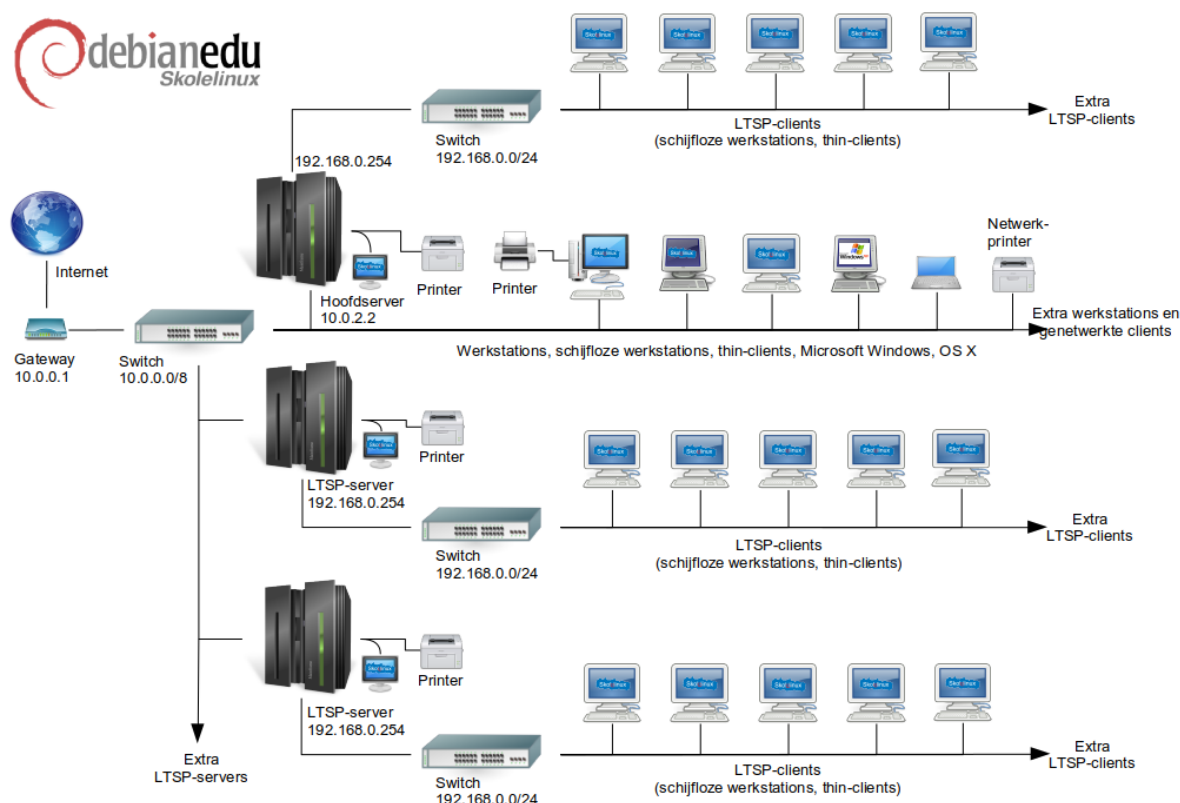 debianedu
Skolelinux
Switch
192.168.0.0/24
LTSP-clients
(schijfloze werkstations, thin-clients)
Extra
LTSP-clients
192.168.0.254
Internet
Gateway
10.0.0.1
Switch
10.0.0.0/8
Hoofdserver
10.0.2.2
Printer
Printer
Netwerk-
printer
Windows
Werkstations, schijfloze werkstations, thin-clients, Microsoft Windows, OS X
Extra werkstations en
genetwerkte clients
LTSP-server
192.168.0.254
Printer
Switch
192.168.0.0/24
LTSP-clients
(schijfloze werkstations, thin-clients)
Extra
LTSP-clients
LTSP-server
192.168.0.254
Printer
Switch
192.168.0.0/24
LTSP-clients
(schijfloze werkstations, thin-clients)
Extra
LTSP-clients
Extra
LTSP-servers